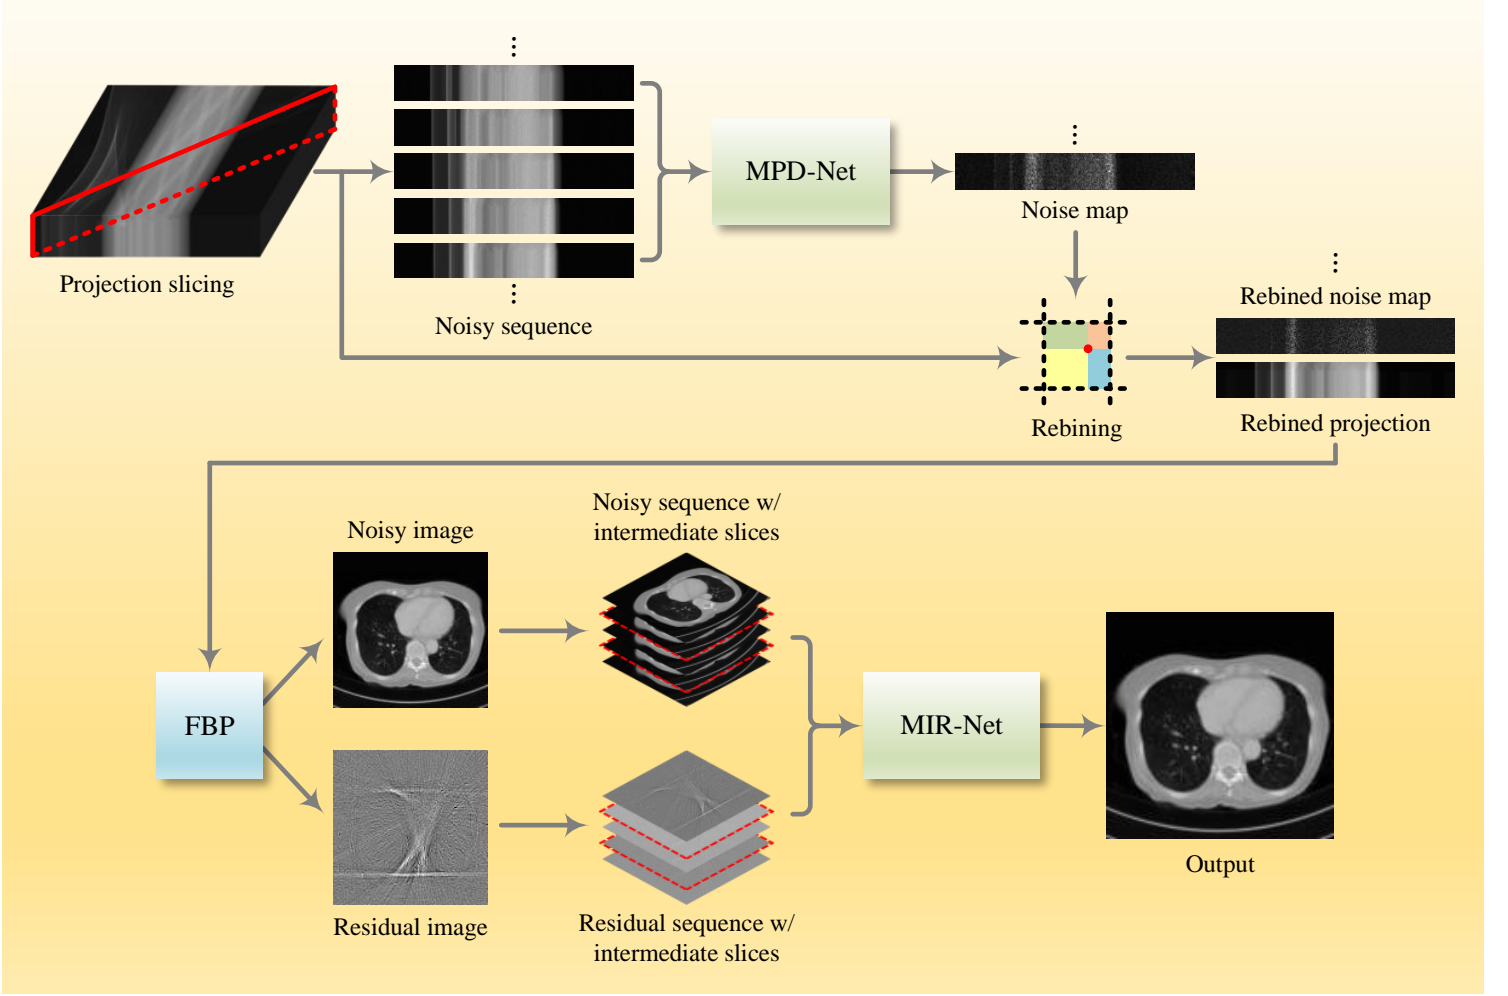 Projection slicing
Noisy sequence
MPD-Net
Noise map
Rebining
Rebined noise map
Rebined projection
FBP
Noisy image
Residual image
Noisy sequence w/
intermediate slices
Residual sequence w/
intermediate slices
MIR-Net
Output